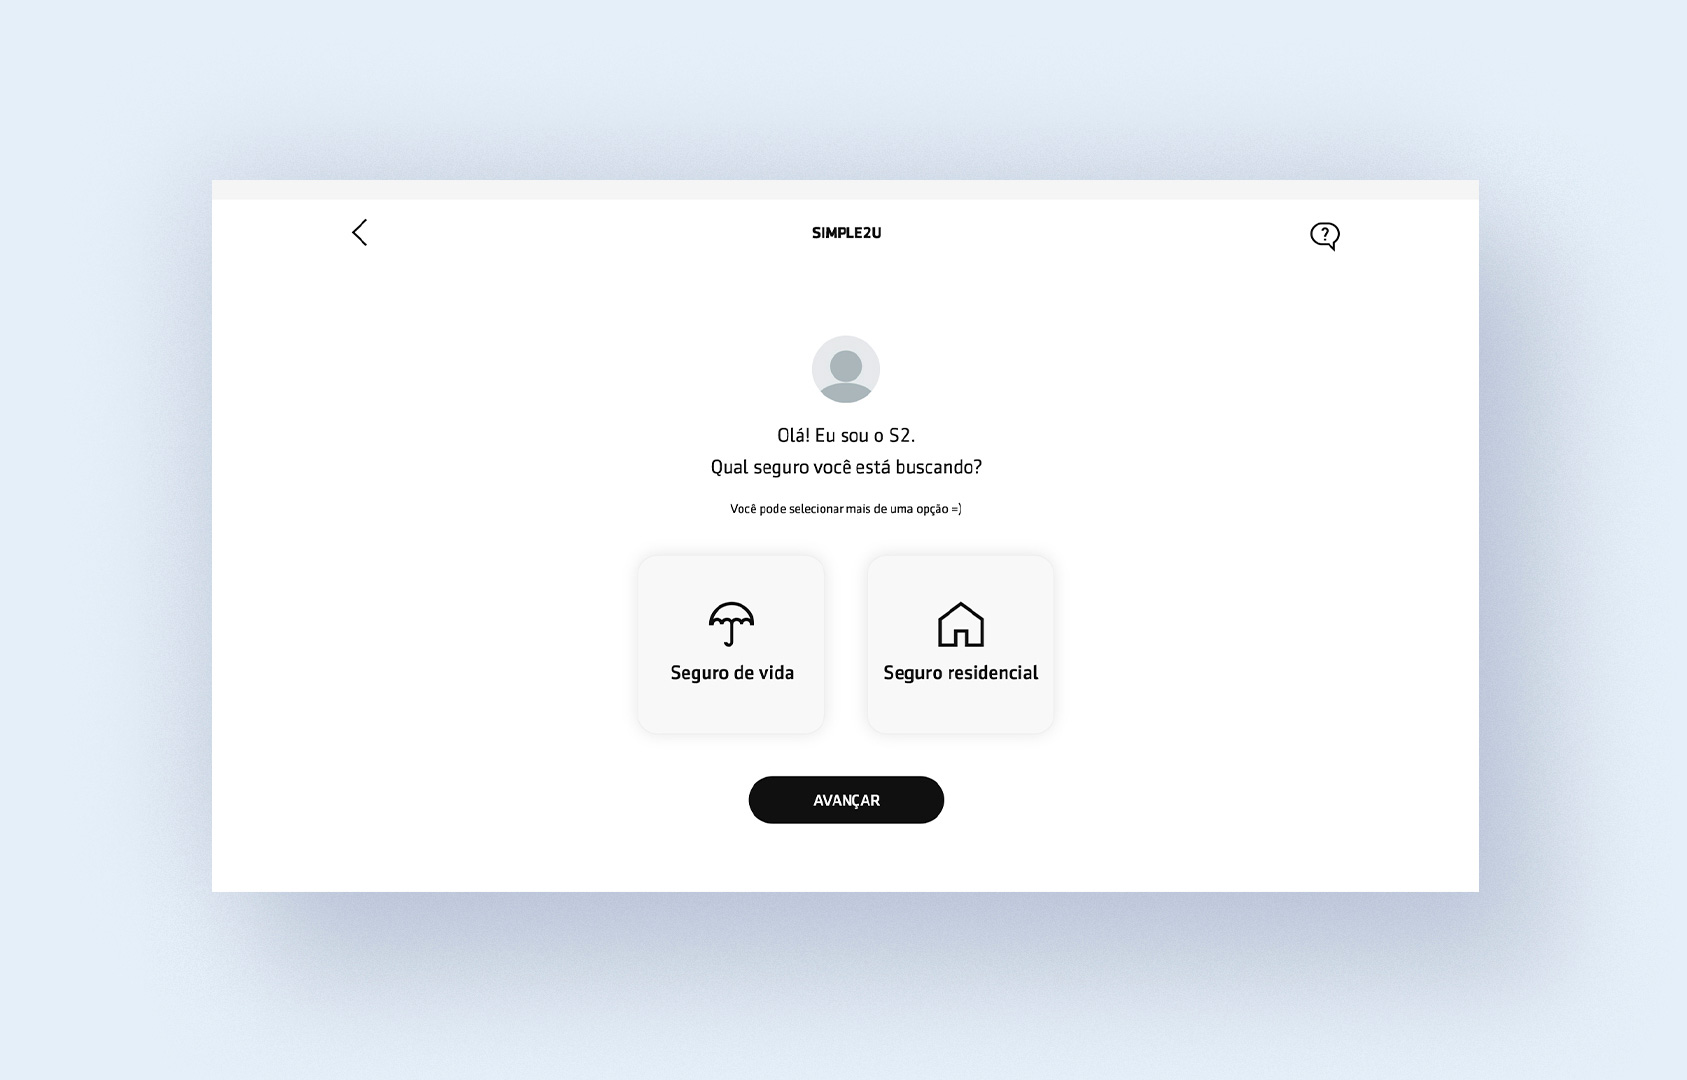 SIMPLE2U
?
Olá! Eu sou o S2.
Qual seguro você está buscando?
Você pode selecionar mais de uma opção =)
Seguro de vida
Seguro residencial
AVANÇAR